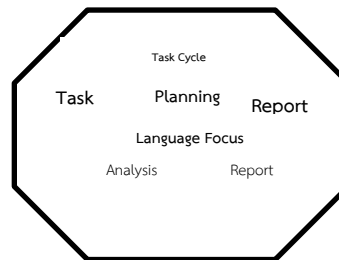 Task Cycle
Task Planning Report
Language Focus
Analysis Report